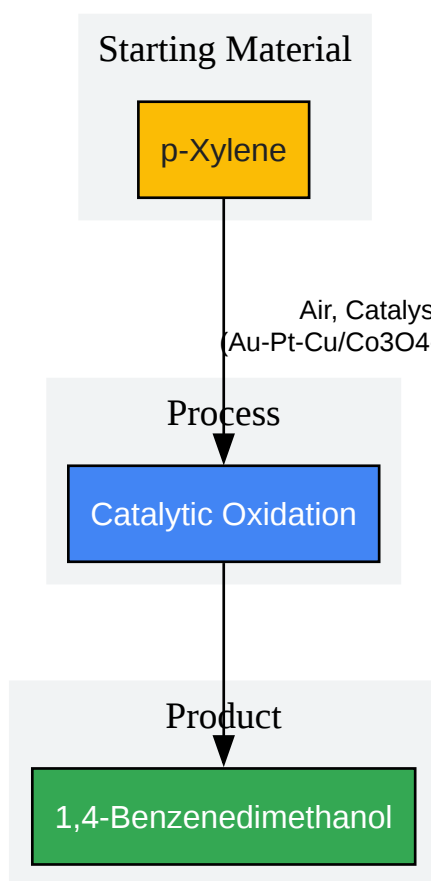 Starting Material
p-Xylene
Air, Catalys
(Au-Pt-Cu/Co3O4
Process
Catalytic Oxidation
Product
1,4-Benzenedimethanol